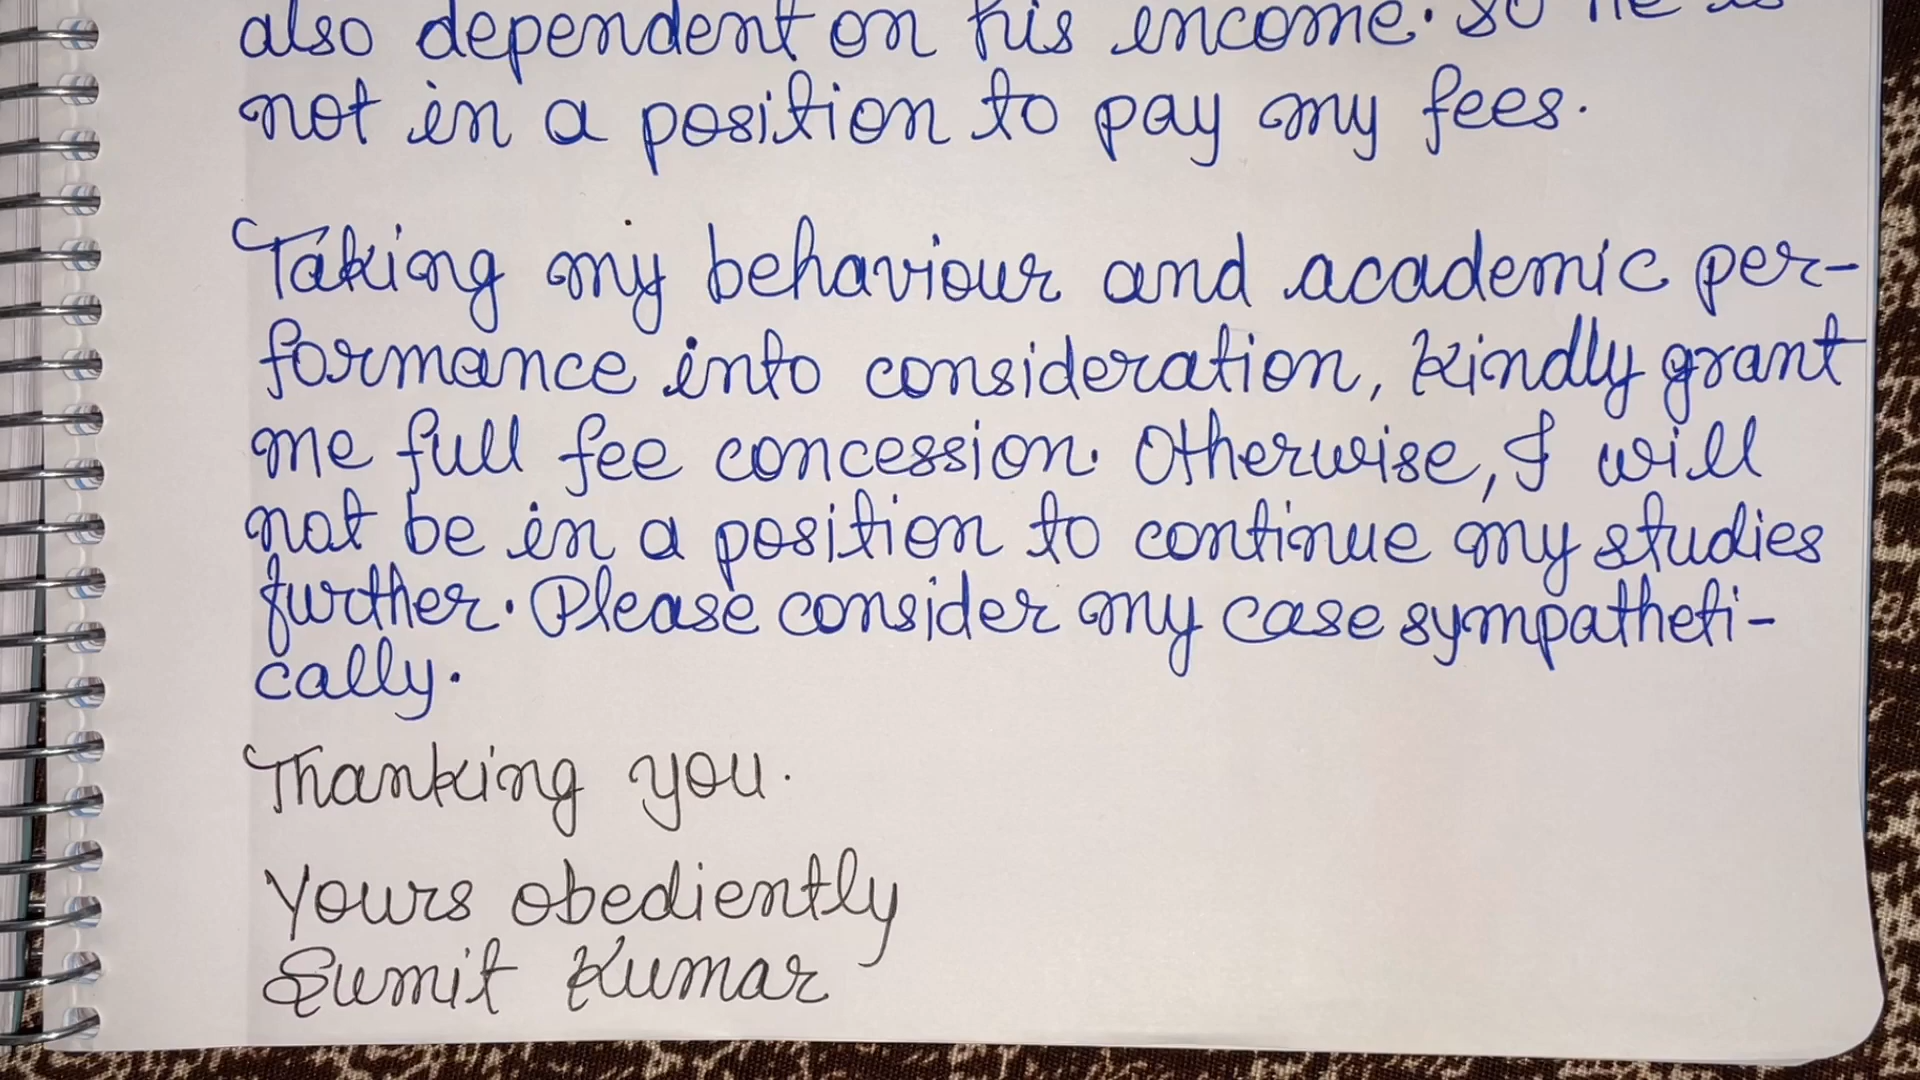 also dependent on his income. So he is
not in a position to pay my fees.
Taking my behaviour and academic per-
formance into consideration, kindly grant
me full fee concession. Otherwise, I will
not be in a position to continue my studies
further. Please consider my case sympatheti-
cally.
Thanking you.
Yours obediently
Sumit Kumar